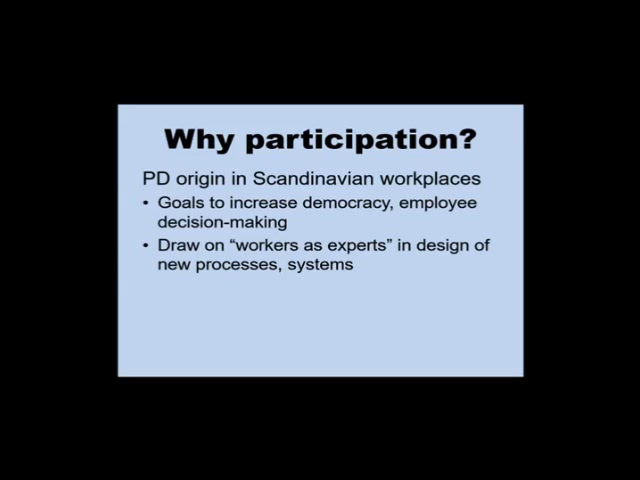 Why participation?
PD origin in Scandinavian workplaces
• Goals to increase democracy, employee
decision-making
• Draw on “workers as experts” in design of
new processes, systems